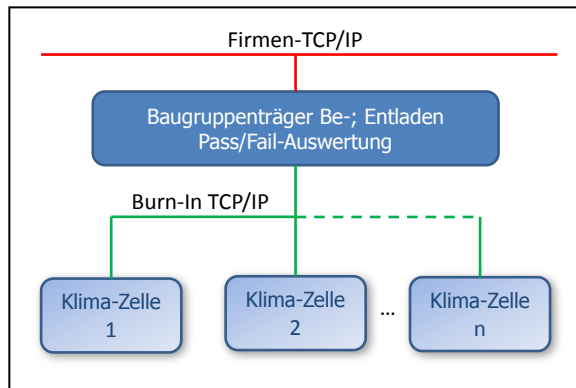 Firmen-TCP/IP
Baugruppenträger Be-; Entladen
Pass/Fail-Auswertung
Burn-In TCP/IP
Klima-Zelle
1
Klima-Zelle
2
...
Klima-Zelle
n